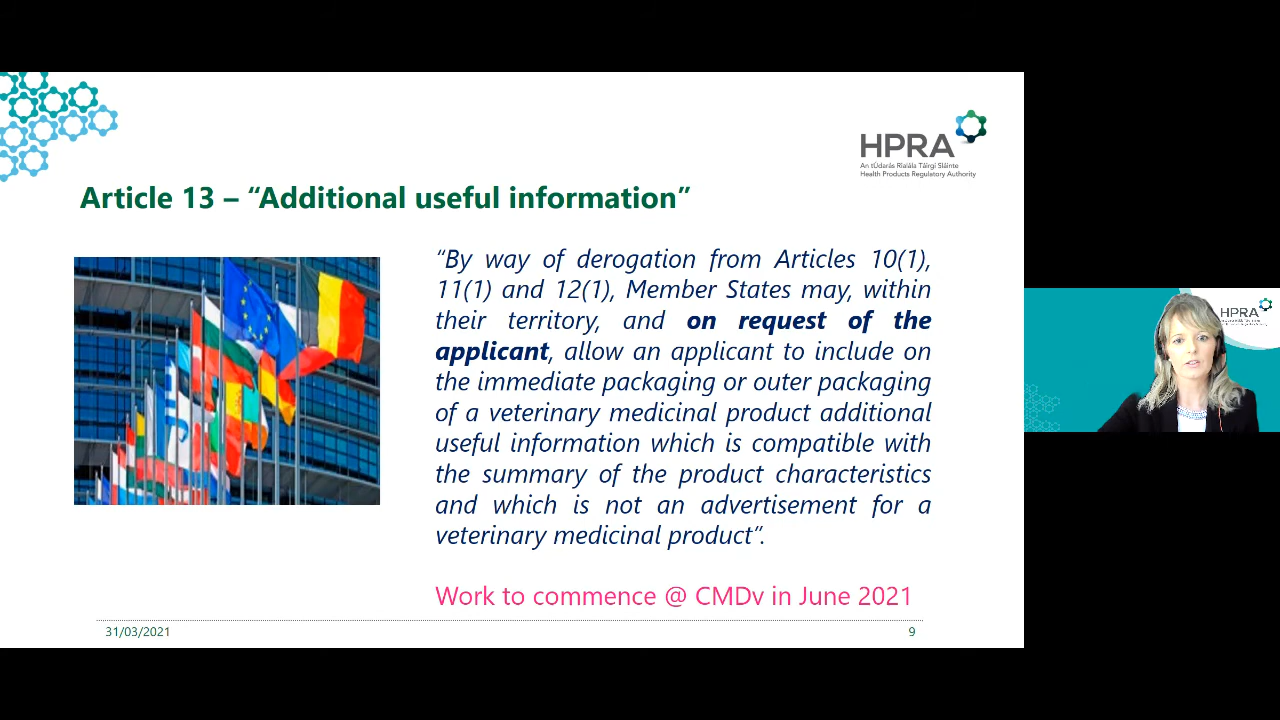 HPRA
An tÚdarás Rialála Táirgí Sláinte
Health Products Regulatory Authority
Article 13 – “Additional useful information”
“By way of derogation from Articles 10(1),
11(1) and 12(1), Member States may, within
their territory, and on request of the
applicant, allow an applicant to include on
the immediate packaging or outer packaging
of a veterinary medicinal product additional
useful information which is compatible with
the summary of the product characteristics
and which is not an advertisement for a
veterinary medicinal product”.
Work to commence @ CMDv in June 2021
31/03/2021
9
HPRA